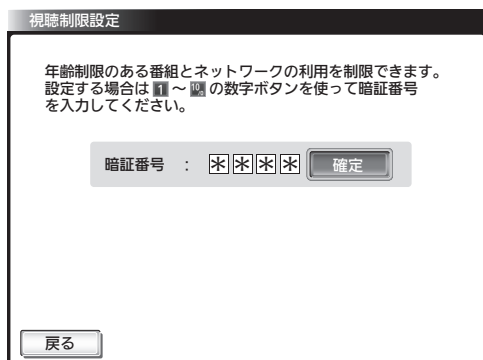 視聴制限設定
年齢制限のある番組とネットワークの利用を制限できます。
設定する場合は 1 ～ 10/0 の数字ボタンを使って暗証番号
を入力してください。
暗証番号 : ＊＊＊＊ 確定
戻る